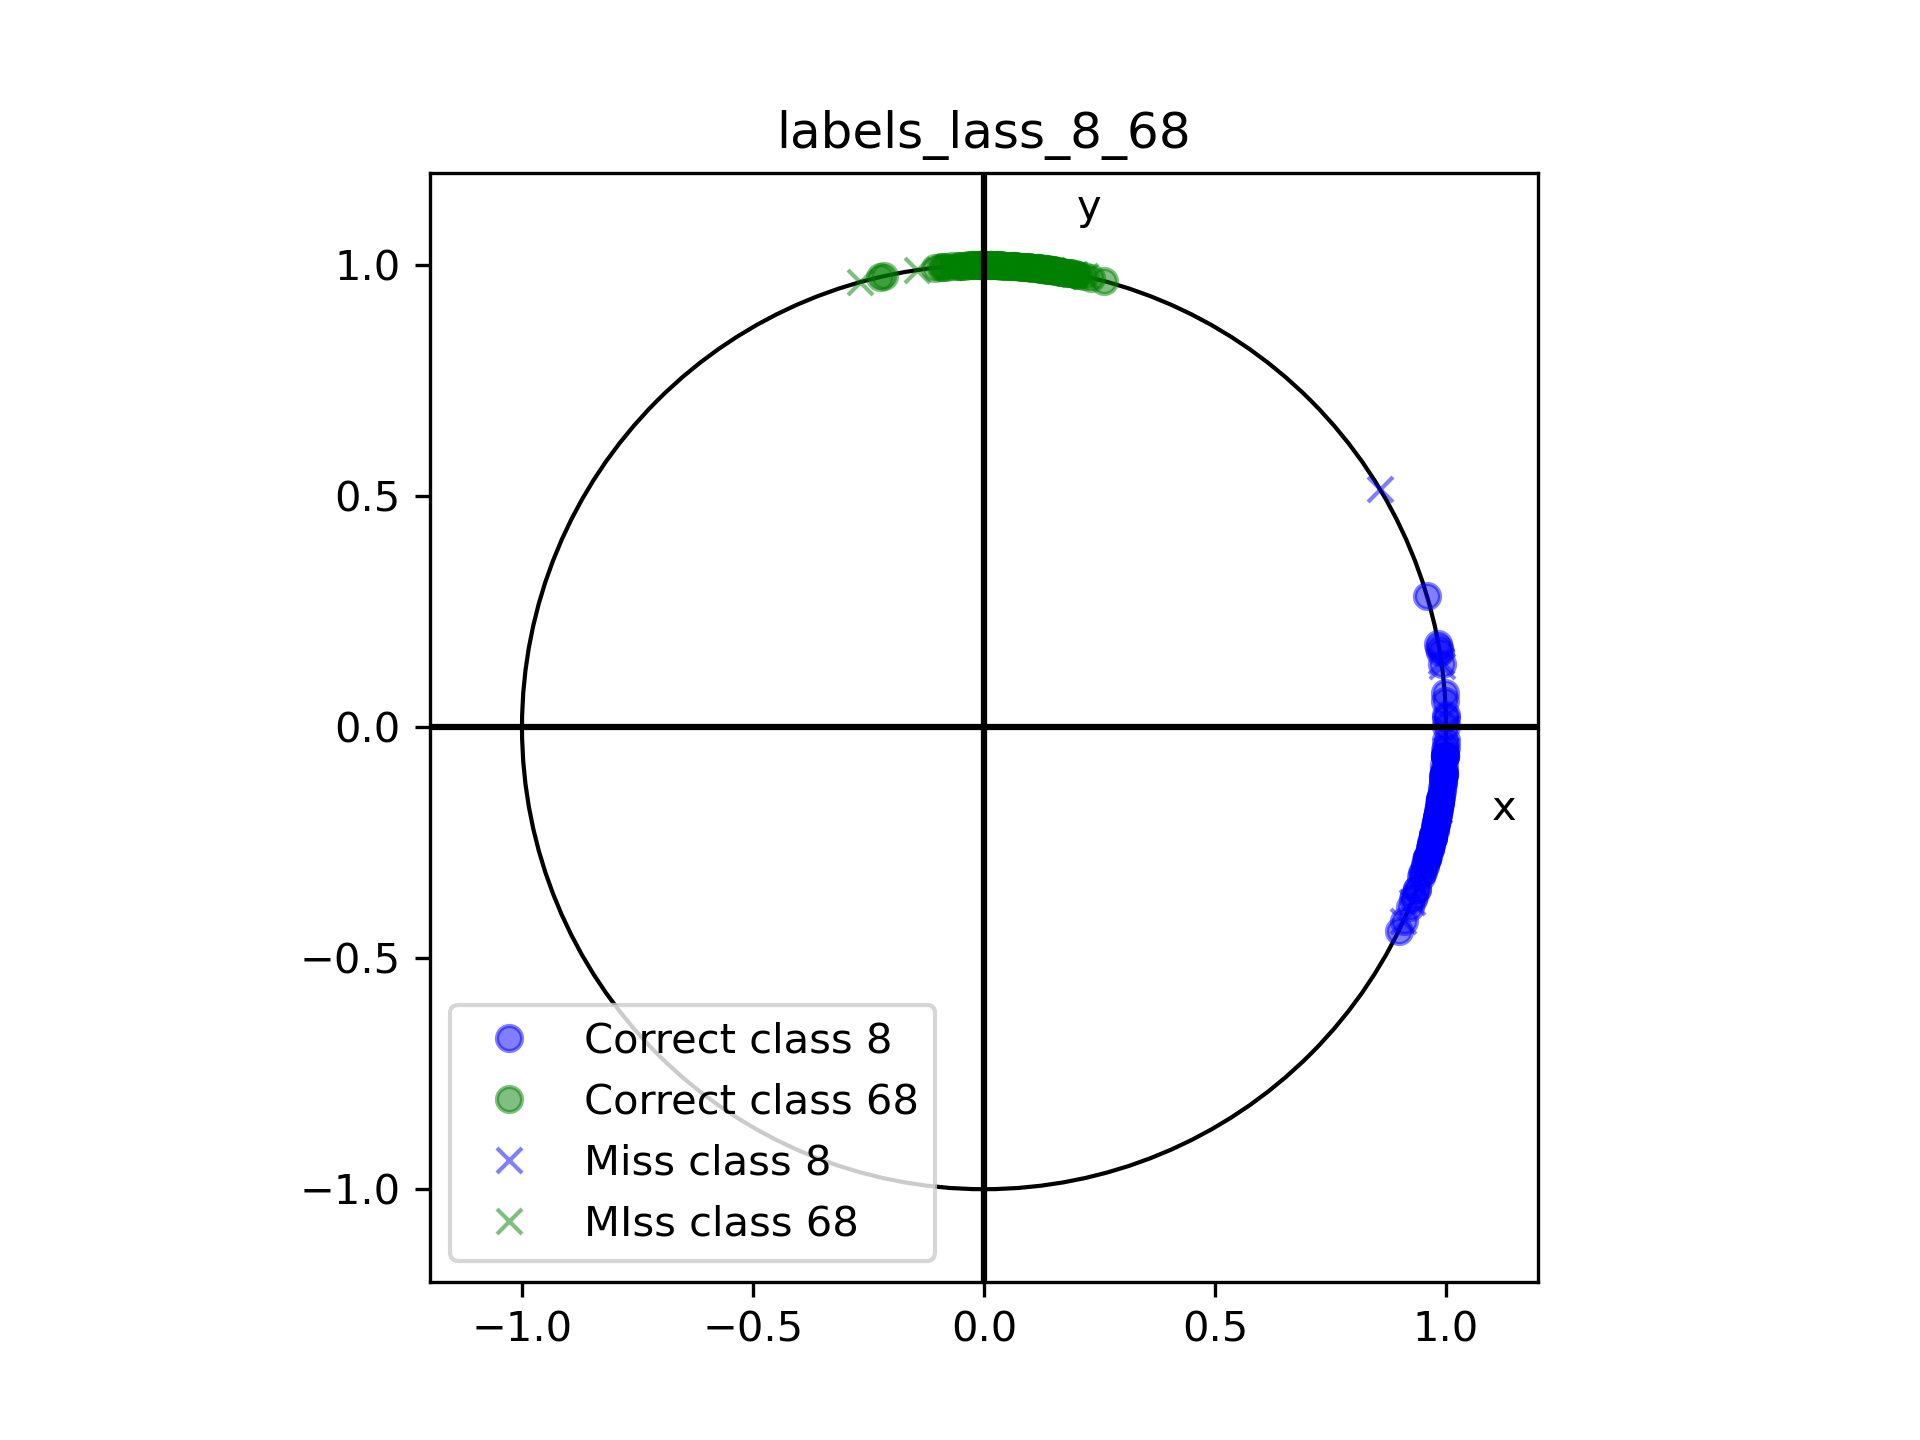 labels_lass_8_68
y
1.0
0.5
0.0
x
−0.5
−1.0
Correct class 8
Correct class 68
Miss class 8
MIss class 68
−1.0 −0.5 0.0 0.5 1.0